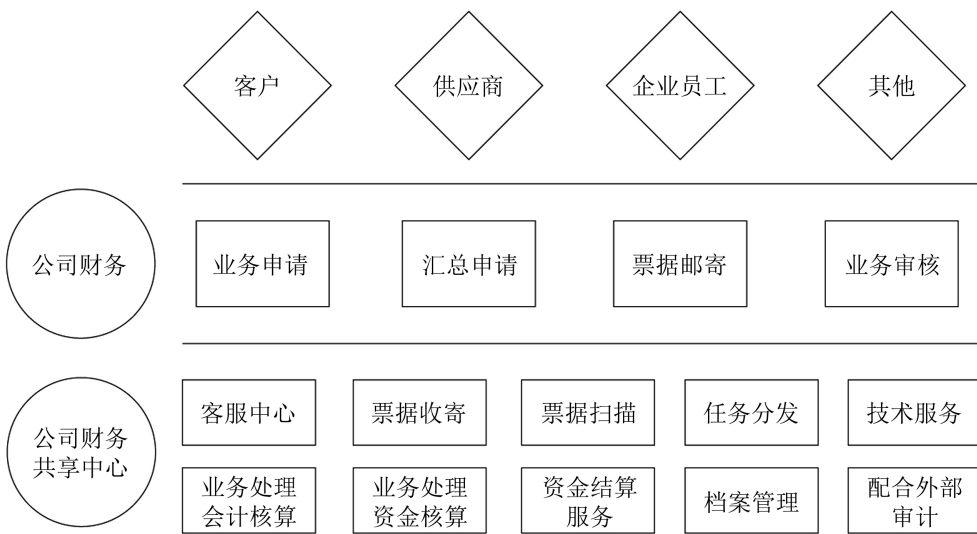 客户
供应商
企业员工
其他
公司财务
业务申请
汇总申请
票据邮寄
业务审核
公司财务
共享中心
客服中心
票据收寄
票据扫描
任务分发
技术服务
业务处理
会计核算
业务处理
资金核算
资金结算
服务
档案管理
配合外部
审计